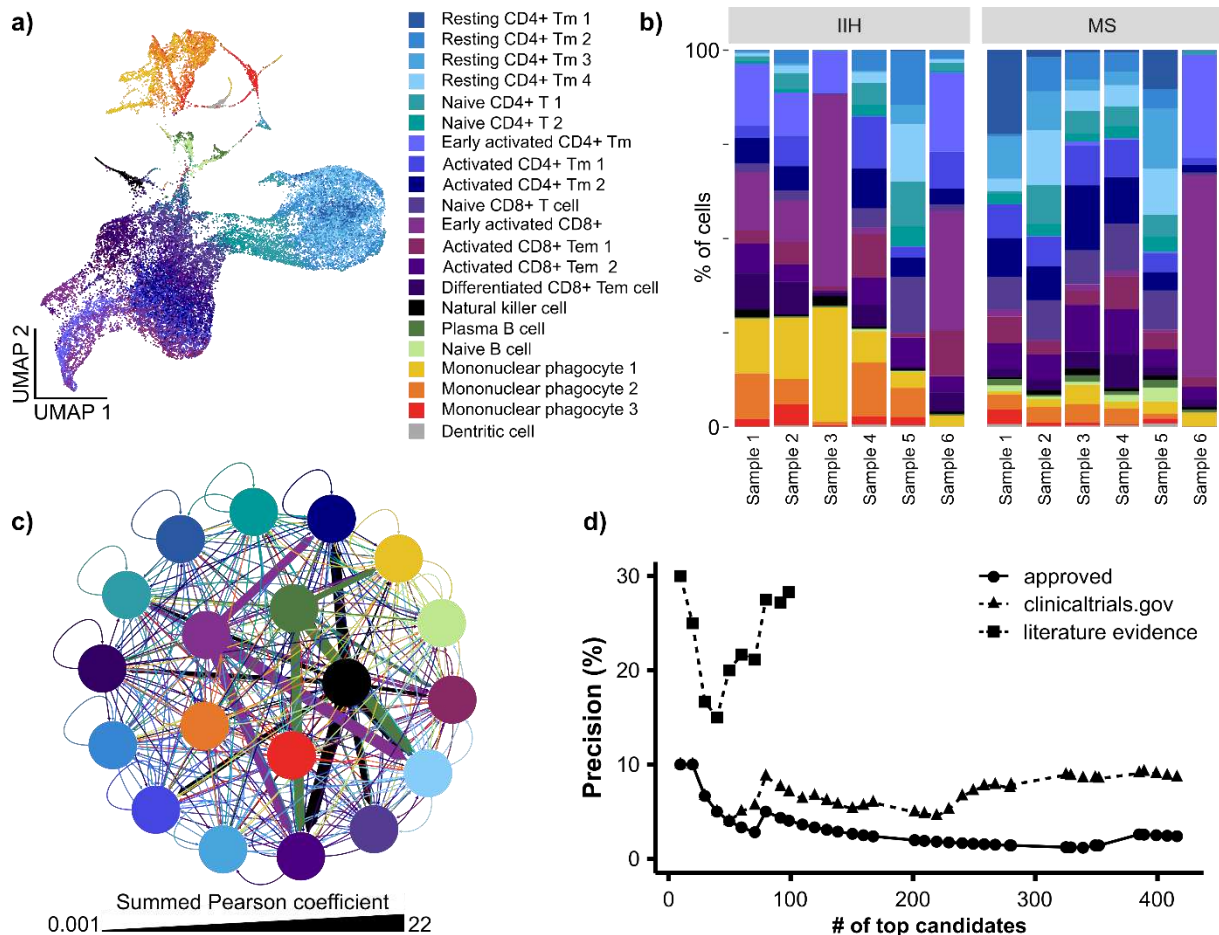 a)
UMAP 2
UMAP 1
Resting CD4+ Tm 1
Resting CD4+ Tm 2
Resting CD4+ Tm 3
Resting CD4+ Tm 4
Naive CD4+ T 1
Naive CD4+ T 2
Early activated CD4+ Tm
Activated CD4+ Tm 1
Activated CD4+ Tm 2
Naive CD8+ T cell
Early activated CD8+
Activated CD8+ Tem 1
Activated CD8+ Tem 2
Differentiated CD8+ Tem cell
Natural killer cell
Plasma B cell
Naive B cell
Mononuclear phagocyte 1
Mononuclear phagocyte 2
Mononuclear phagocyte 3
Dentritic cell
b)
IIH
MS
100
% of cells
0
Sample 1
Sample 2
Sample 3
Sample 4
Sample 5
Sample 6
Sample 1
Sample 2
Sample 3
Sample 4
Sample 5
Sample 6
c)
Summed Pearson coefficient
0.001
22
d)
approved
clinicaltrials.gov
literature evidence
Precision (%)
30
20
10
0
0
100
200
300
400
# of top candidates